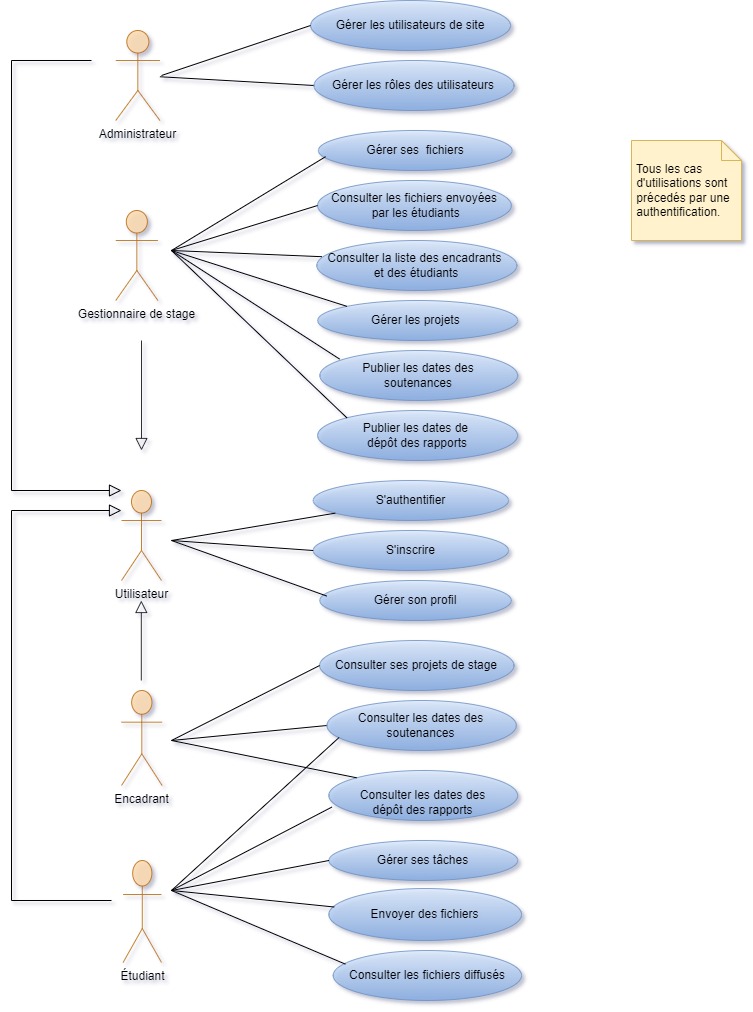 Gérer les utilisateurs de site
Gérer les rôles des utilisateurs
Administrateur
Gérer ses  fichiers
Tous les cas
d'utilisations sont
précedés par une
authentification.
Consulter les fichiers envoyées
par les étudiants
Consulter la liste des encadrants
et des étudiants
Gestionnaire de stage
Gérer les projets
Publier les dates des
soutenances
Publier les dates de
dépôt des rapports
S'authentifier
S'inscrire
Utilisateur
Gérer son profil
Consulter ses projets de stage
Consulter les dates des
soutenances
Encadrant
Consulter les dates des
dépôt des rapports
Gérer ses tâches
Envoyer des fichiers
Étudiant
Consulter les fichiers diffusés